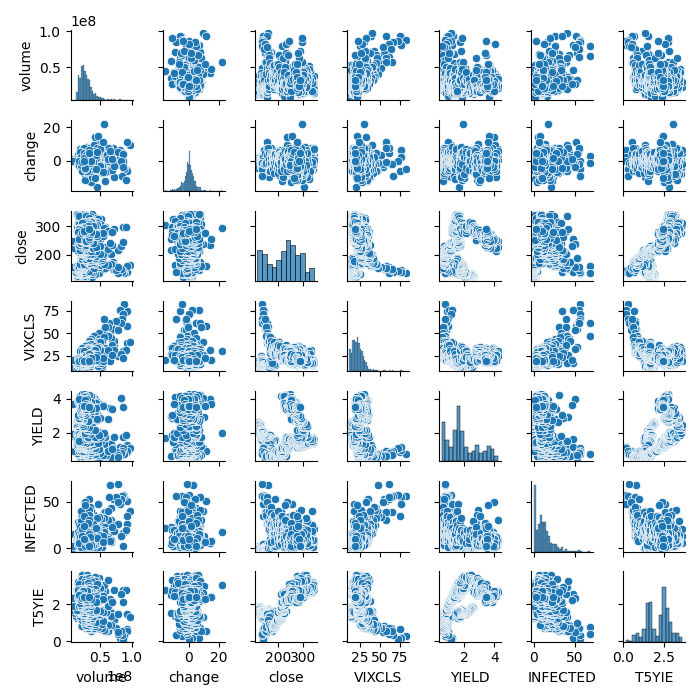 1e8
1.0
0.5
volume
20
0
change
300
200
close
75
50
25
VIXCLS
4
2
YIELD
50
0
INFECTED
2
0
T5YIE
0.5 1.0 0 20 200 300 25 50 75 2 4 0 50 0.0 2.5
volume 1e8 change close VIXCLS YIELD INFECTED T5YIE